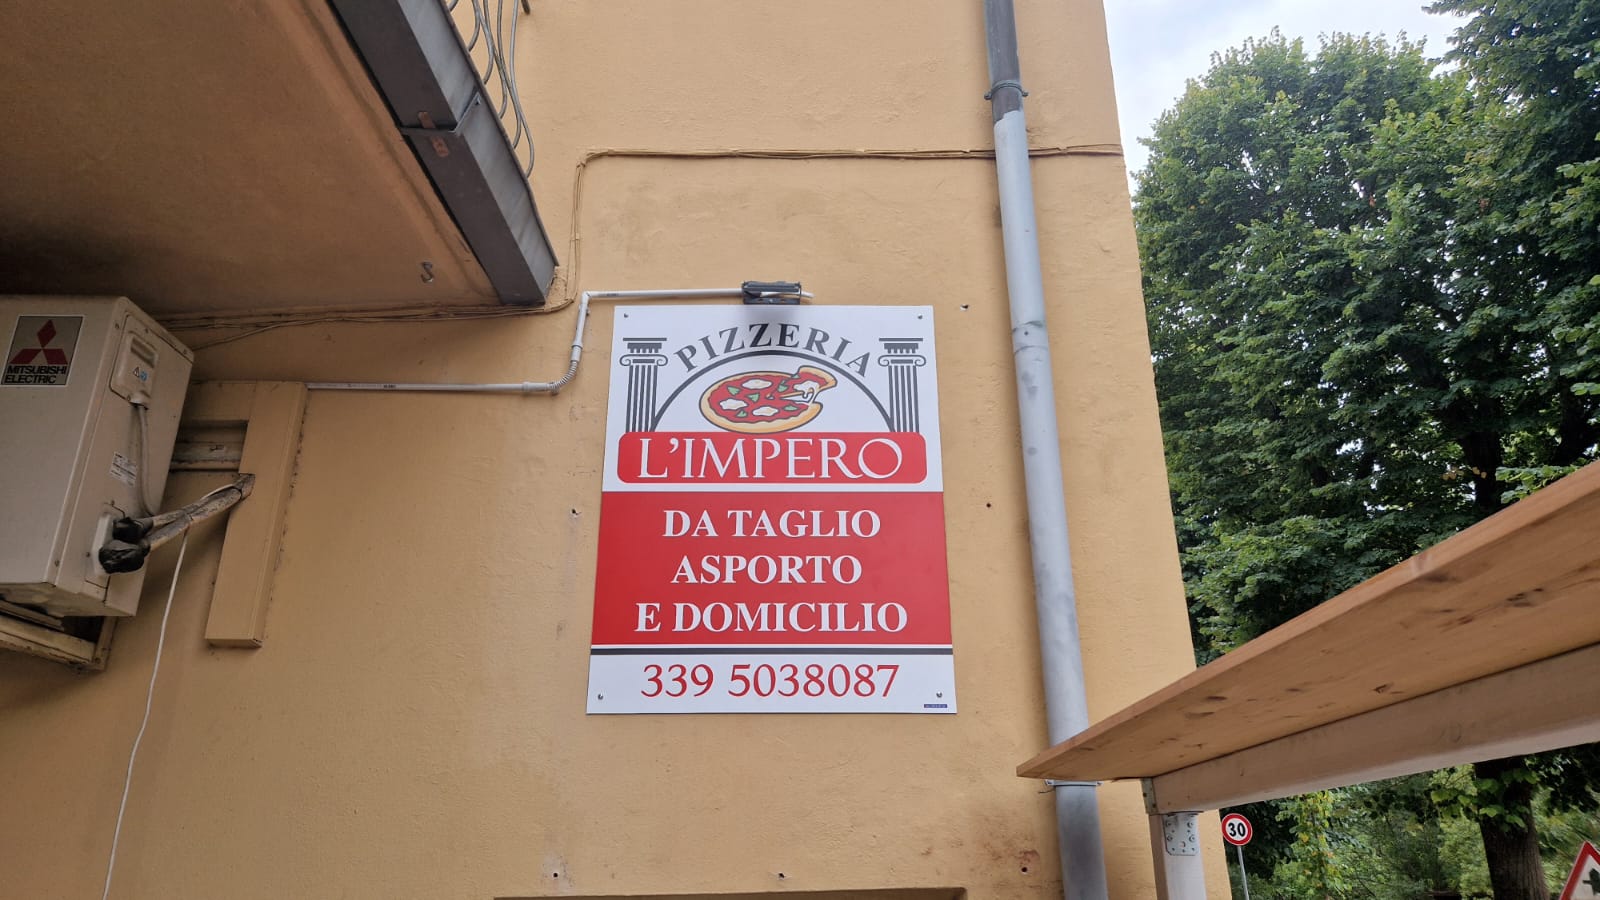 MITSUBISHI
ELECTRIC
PIZZERIA
L'IMPERO
DA TAGLIO
ASPORTO
E DOMICILIO
339 5038087
30